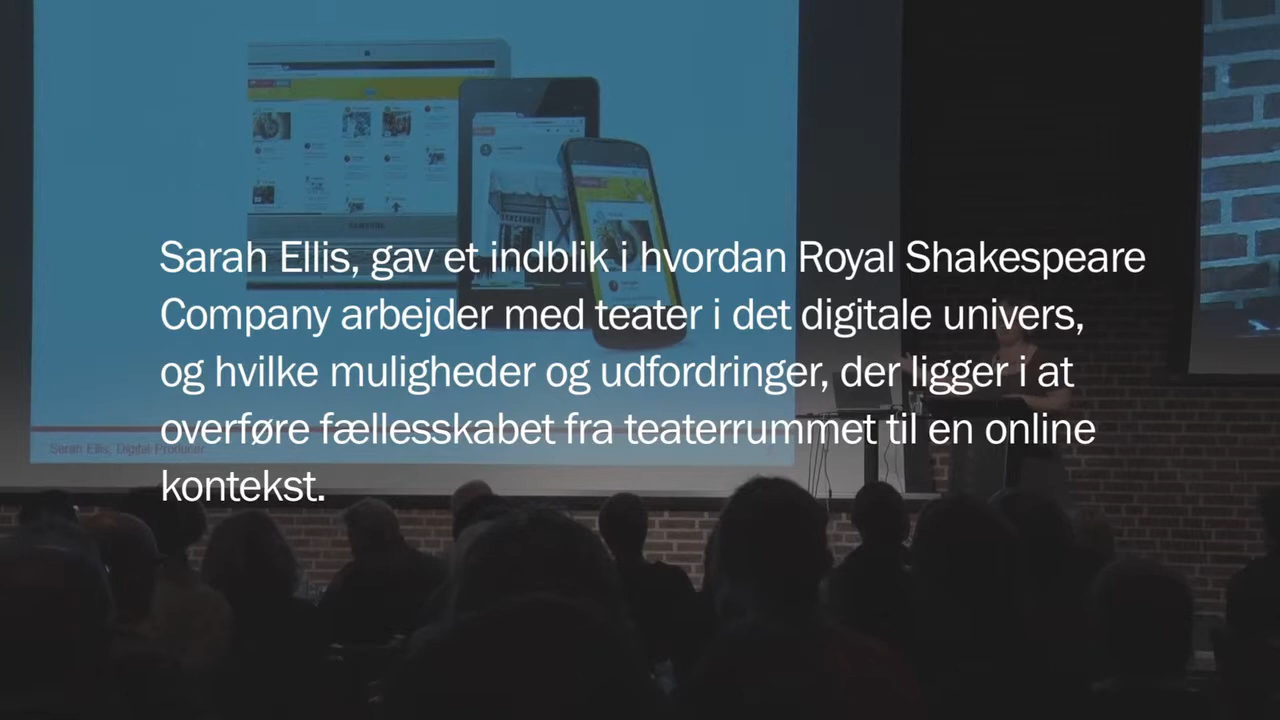 Sarah Ellis, gav et indblik i hvordan Royal Shakespeare
Company arbejder med teater i det digitale univers,
og hvilke muligheder og udfordringer, der ligger i at
overføre fællesskabet fra teaterrummet til en online
kontekst.
Sarah Ellis, Digital Producer
SAMSUNG